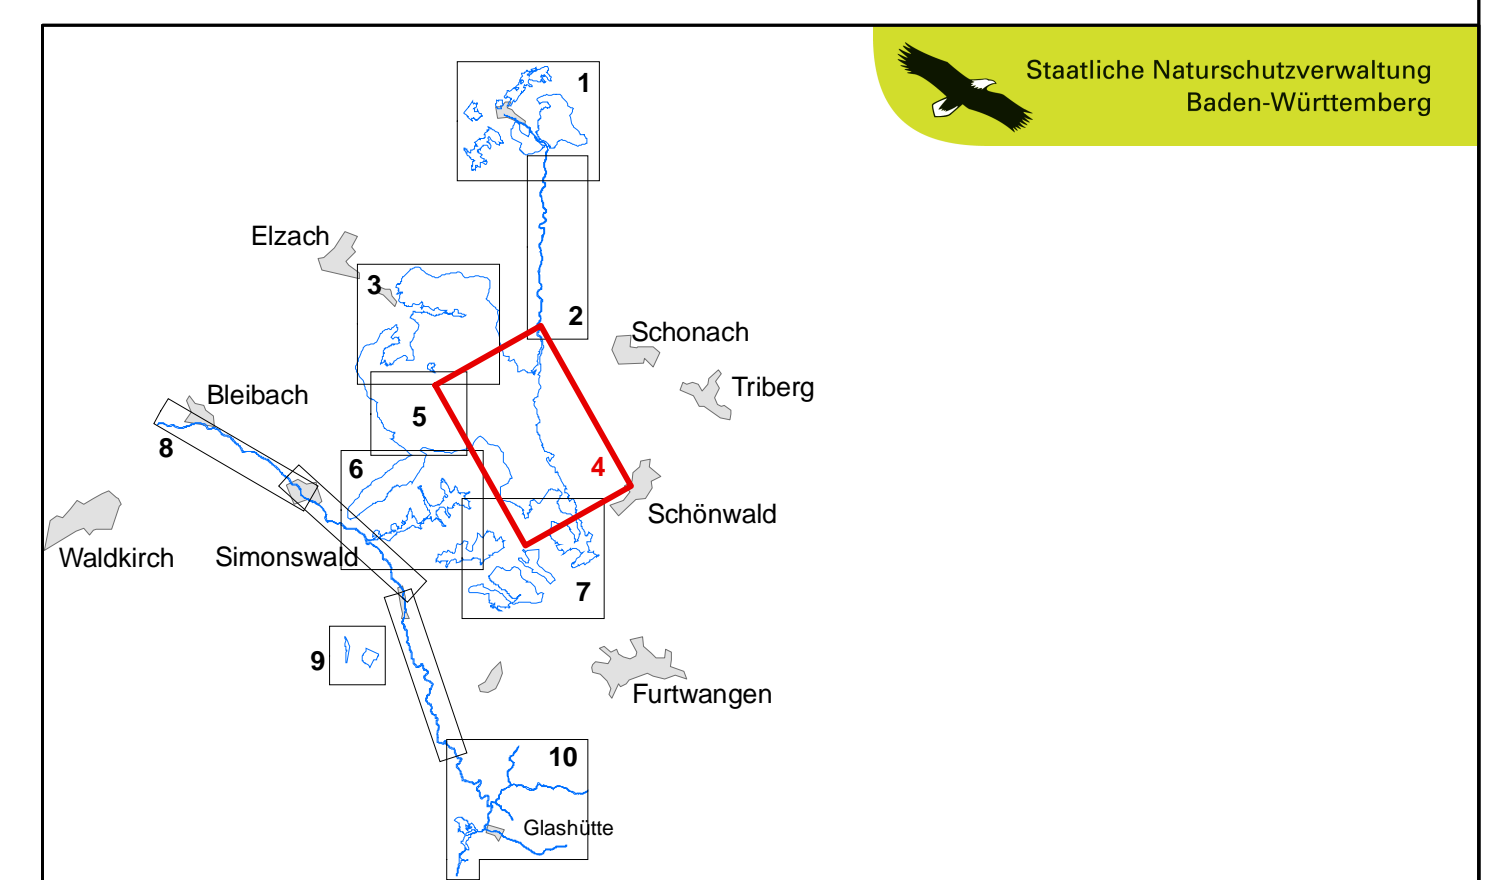 Staatliche Naturschutzverwaltung
Baden-Württemberg
1
Elzach
3
2
Schonach
Triberg
Bleibach
5
8
6
4
Schönwald
Waldkirch
Simonswald
7
9
Furtwangen
10
Glashütte